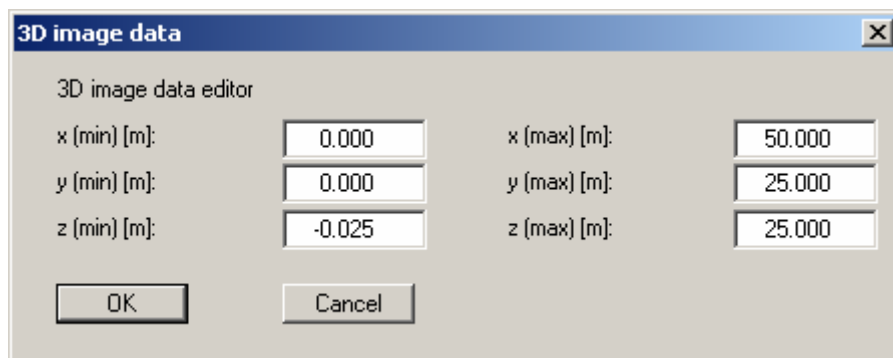 3D image data
3D image data editor
x (min) [m]: 0.000 x (max) [m]: 50.000
y (min) [m]: 0.000 y (max) [m]: 25.000
z (min) [m]: -0.025 z (max) [m]: 25.000
OK Cancel